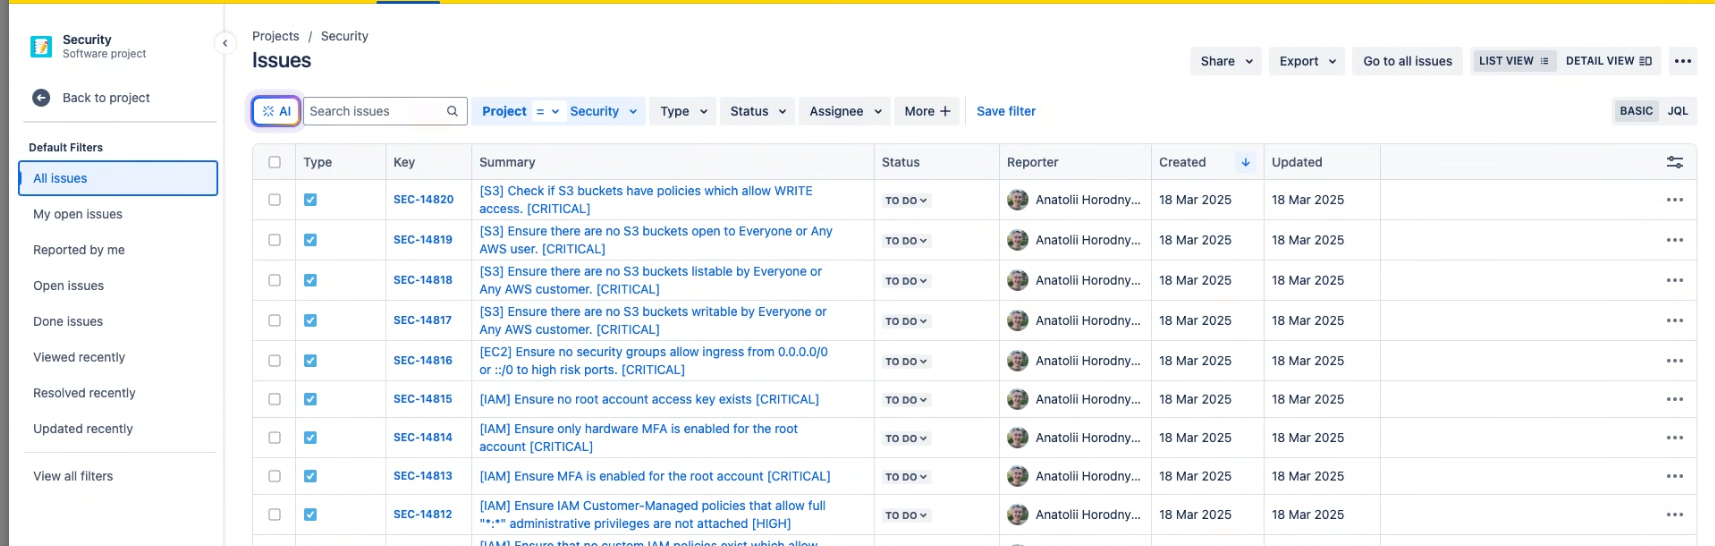 Security
Software project
Back to project
Default Filters
All issues
My open issues
Reported by me
Open issues
Done issues
Viewed recently
Resolved recently
Updated recently
View all filters
Projects / Security
Issues
Share Export Go to all issues LIST VIEW DETAIL VIEW
AI Search issues Project = Security Type Status Assignee More + Save filter BASIC JQL
Type Key Summary Status Reporter Created Updated
SEC-14820 [S3] Check if S3 buckets have policies which allow WRITE
access. [CRITICAL] TO DO Anatolii Horodny... 18 Mar 2025 18 Mar 2025
SEC-14819 [S3] Ensure there are no S3 buckets open to Everyone or Any
AWS user. [CRITICAL] TO DO Anatolii Horodny... 18 Mar 2025 18 Mar 2025
SEC-14818 [S3] Ensure there are no S3 buckets listable by Everyone or
Any AWS customer. [CRITICAL] TO DO Anatolii Horodny... 18 Mar 2025 18 Mar 2025
SEC-14817 [S3] Ensure there are no S3 buckets writable by Everyone or
Any AWS customer. [CRITICAL] TO DO Anatolii Horodny... 18 Mar 2025 18 Mar 2025
SEC-14816 [EC2] Ensure no security groups allow ingress from 0.0.0.0/0
or ::/0 to high risk ports. [CRITICAL] TO DO Anatolii Horodny... 18 Mar 2025 18 Mar 2025
SEC-14815 [IAM] Ensure no root account access key exists [CRITICAL] TO DO Anatolii Horodny... 18 Mar 2025 18 Mar 2025
SEC-14814 [IAM] Ensure only hardware MFA is enabled for the root
account [CRITICAL] TO DO Anatolii Horodny... 18 Mar 2025 18 Mar 2025
SEC-14813 [IAM] Ensure MFA is enabled for the root account [CRITICAL] TO DO Anatolii Horodny... 18 Mar 2025 18 Mar 2025
SEC-14812 [IAM] Ensure IAM Customer-Managed policies that allow full
"*:*" administrative privileges are not attached [HIGH] TO DO Anatolii Horodny... 18 Mar 2025 18 Mar 2025
[IAM] Ensure that no custom IAM policies exist which allow